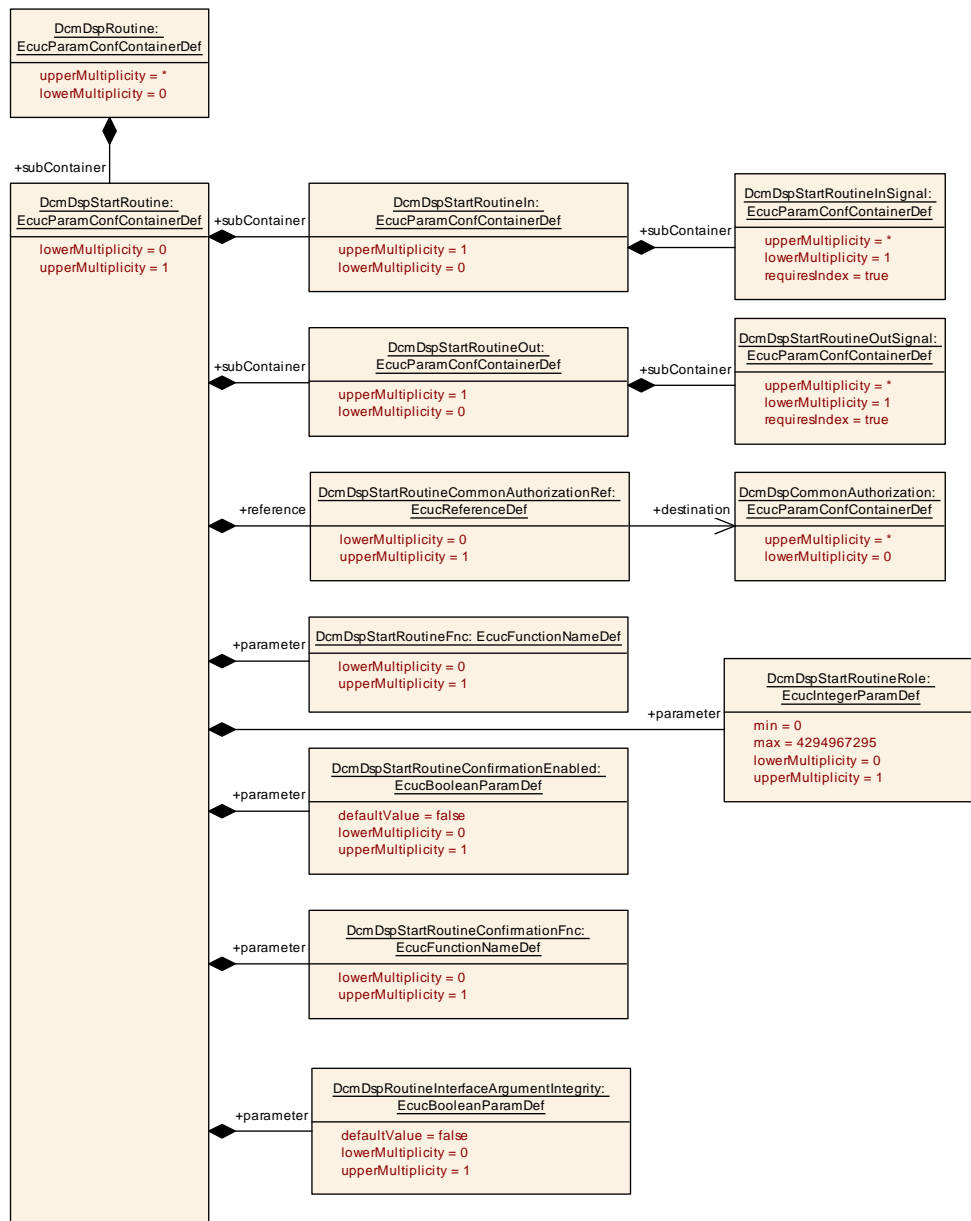 DcmDspRoutine:
EcucParamConfContainerDef
upperMultiplicity = *
lowerMultiplicity = 0
+subContainer
DcmDspStartRoutine:
EcucParamConfContainerDef
lowerMultiplicity = 0
upperMultiplicity = 1
+subContainer
DcmDspStartRoutineIn:
EcucParamConfContainerDef
upperMultiplicity = 1
lowerMultiplicity = 0
+subContainer
DcmDspStartRoutineInSignal:
EcucParamConfContainerDef
upperMultiplicity = *
lowerMultiplicity = 1
requiresIndex = true
+subContainer
DcmDspStartRoutineOut:
EcucParamConfContainerDef
upperMultiplicity = 1
lowerMultiplicity = 0
+subContainer
DcmDspStartRoutineOutSignal:
EcucParamConfContainerDef
upperMultiplicity = *
lowerMultiplicity = 1
requiresIndex = true
+reference
DcmDspStartRoutineCommonAuthorizationRef:
EcucReferenceDef
lowerMultiplicity = 0
upperMultiplicity = 1
+destination
DcmDspCommonAuthorization:
EcucParamConfContainerDef
upperMultiplicity = *
lowerMultiplicity = 0
+parameter
DcmDspStartRoutineFnc: EcucFunctionNameDef
lowerMultiplicity = 0
upperMultiplicity = 1
+parameter
DcmDspStartRoutineRole:
EcucIntegerParamDef
min = 0
max = 4294967295
lowerMultiplicity = 0
upperMultiplicity = 1
+parameter
DcmDspStartRoutineConfirmationEnabled:
EcucBooleanParamDef
defaultValue = false
lowerMultiplicity = 0
upperMultiplicity = 1
+parameter
DcmDspStartRoutineConfirmationFnc:
EcucFunctionNameDef
lowerMultiplicity = 0
upperMultiplicity = 1
+parameter
DcmDspRoutineInterfaceArgumentIntegrity:
EcucBooleanParamDef
defaultValue = false
lowerMultiplicity = 0
upperMultiplicity = 1